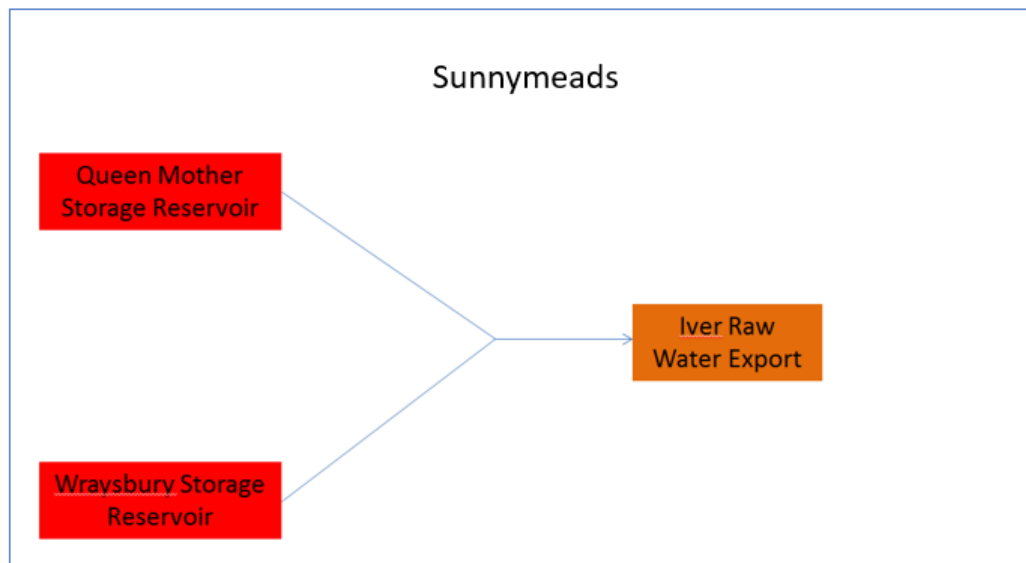 Sunnymeads
Queen Mother
Storage Reservoir
Iver Raw
Water Export
Wraysbury Storage
Reservoir